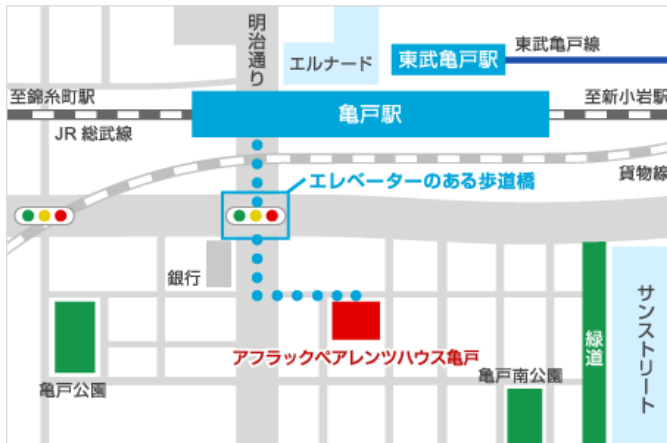 明治通り
エルナード
東武亀戸駅
東武亀戸線
至錦糸町駅
亀戸駅
至新小岩駅
JR 総武線
貨物線
エレベーターのある歩道橋
銀行
サンストリート
緑道
アフラックペアレンツハウス亀戸
亀戸公園
亀戸南公園